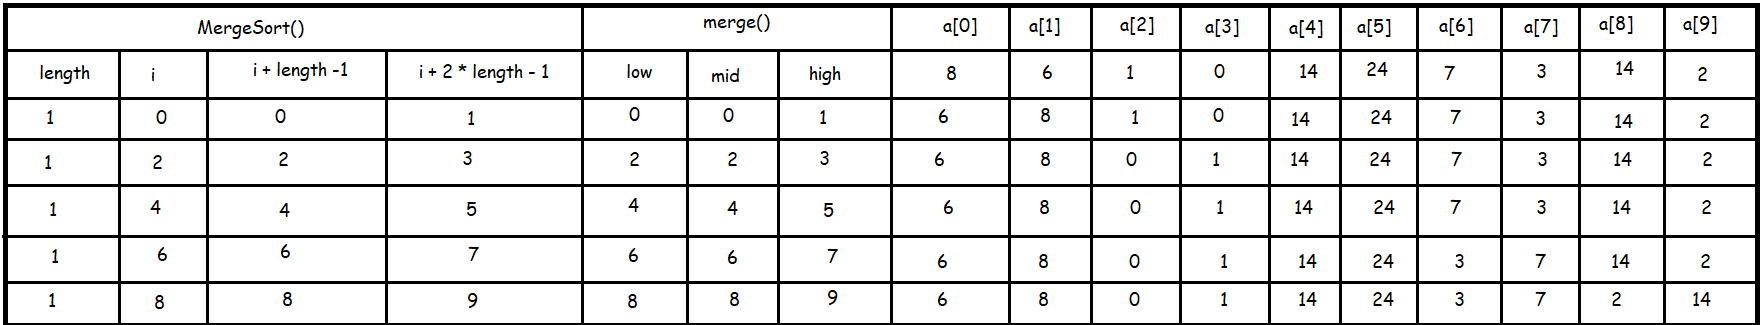 MergeSort() merge() a[0] a[1] a[2] a[3] a[4] a[5] a[6] a[7] a[8] a[9]
length i i + length -1 i + 2 * length - 1 low mid high 8 6 1 0 14 24 7 3 14 2
1 0 0 1 0 0 1 6 8 1 0 14 24 7 3 14 2
1 2 2 3 2 2 3 6 8 0 1 14 24 7 3 14 2
1 4 4 5 4 4 5 6 8 0 1 14 24 7 3 14 2
1 6 6 7 6 6 7 6 8 0 1 14 24 3 7 14 2
1 8 8 9 8 8 9 6 8 0 1 14 24 3 7 2 14